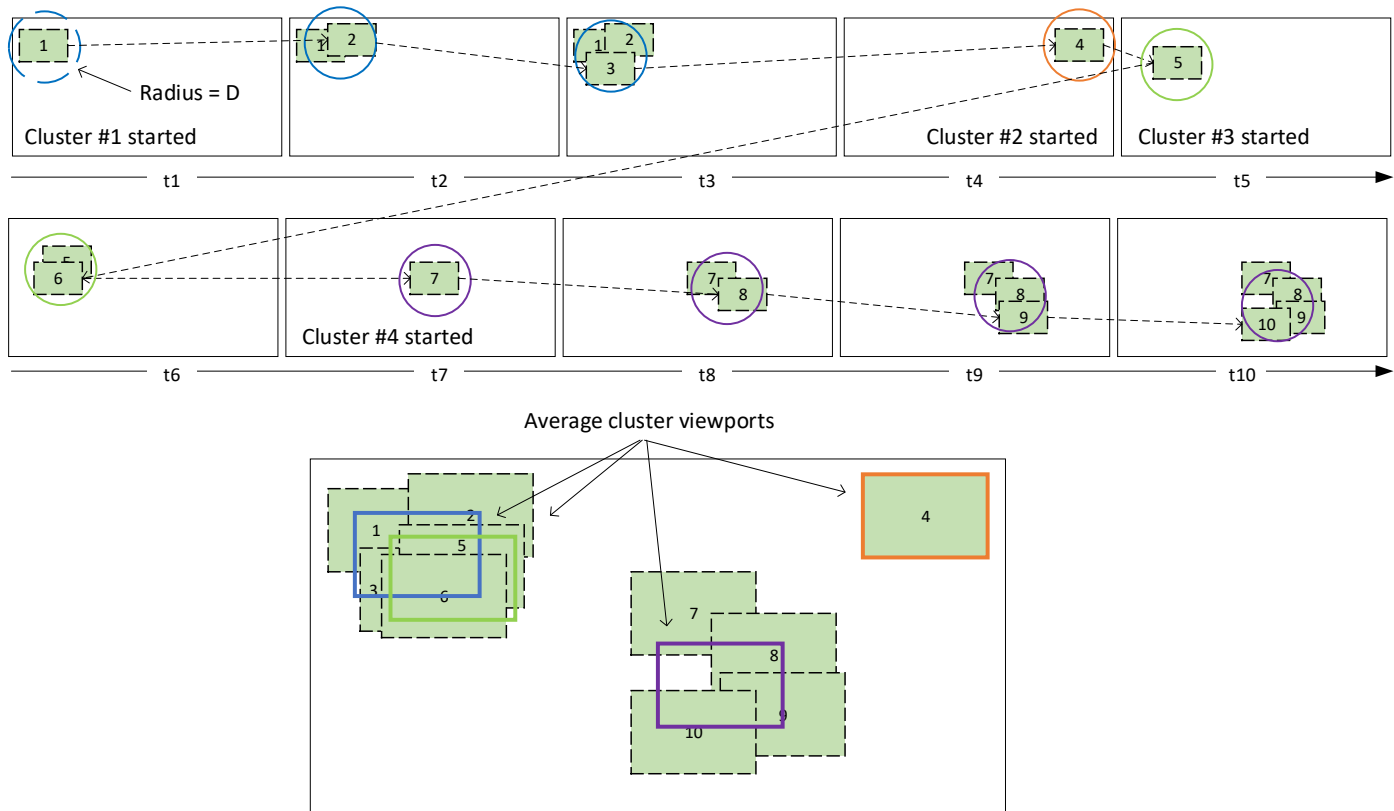 1
1
2
1
2
3
4
5
Radius = D
Cluster #1 started
Cluster #2 started
Cluster #3 started
t1
t2
t3
t4
t5
5
6
7
7
8
7
8
9
7
8
9
10
Cluster #4 started
t6
t7
t8
t9
t10
Average cluster viewports
1
2
3
5
6
4
7
8
9
10